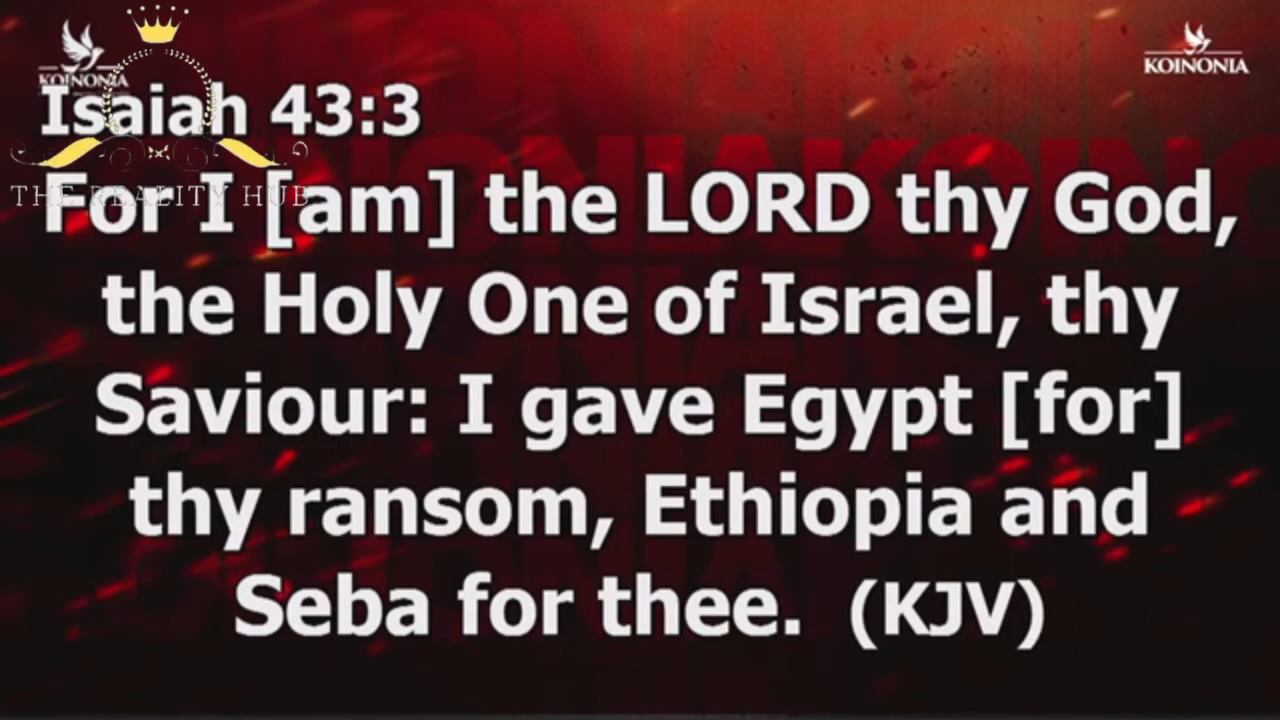 KOINONIA
KOINONIA
Isaiah 43:3
THE REALITY HUB
For I [am] the LORD thy God,
the Holy One of Israel, thy
Saviour: I gave Egypt [for]
thy ransom, Ethiopia and
Seba for thee. (KJV)